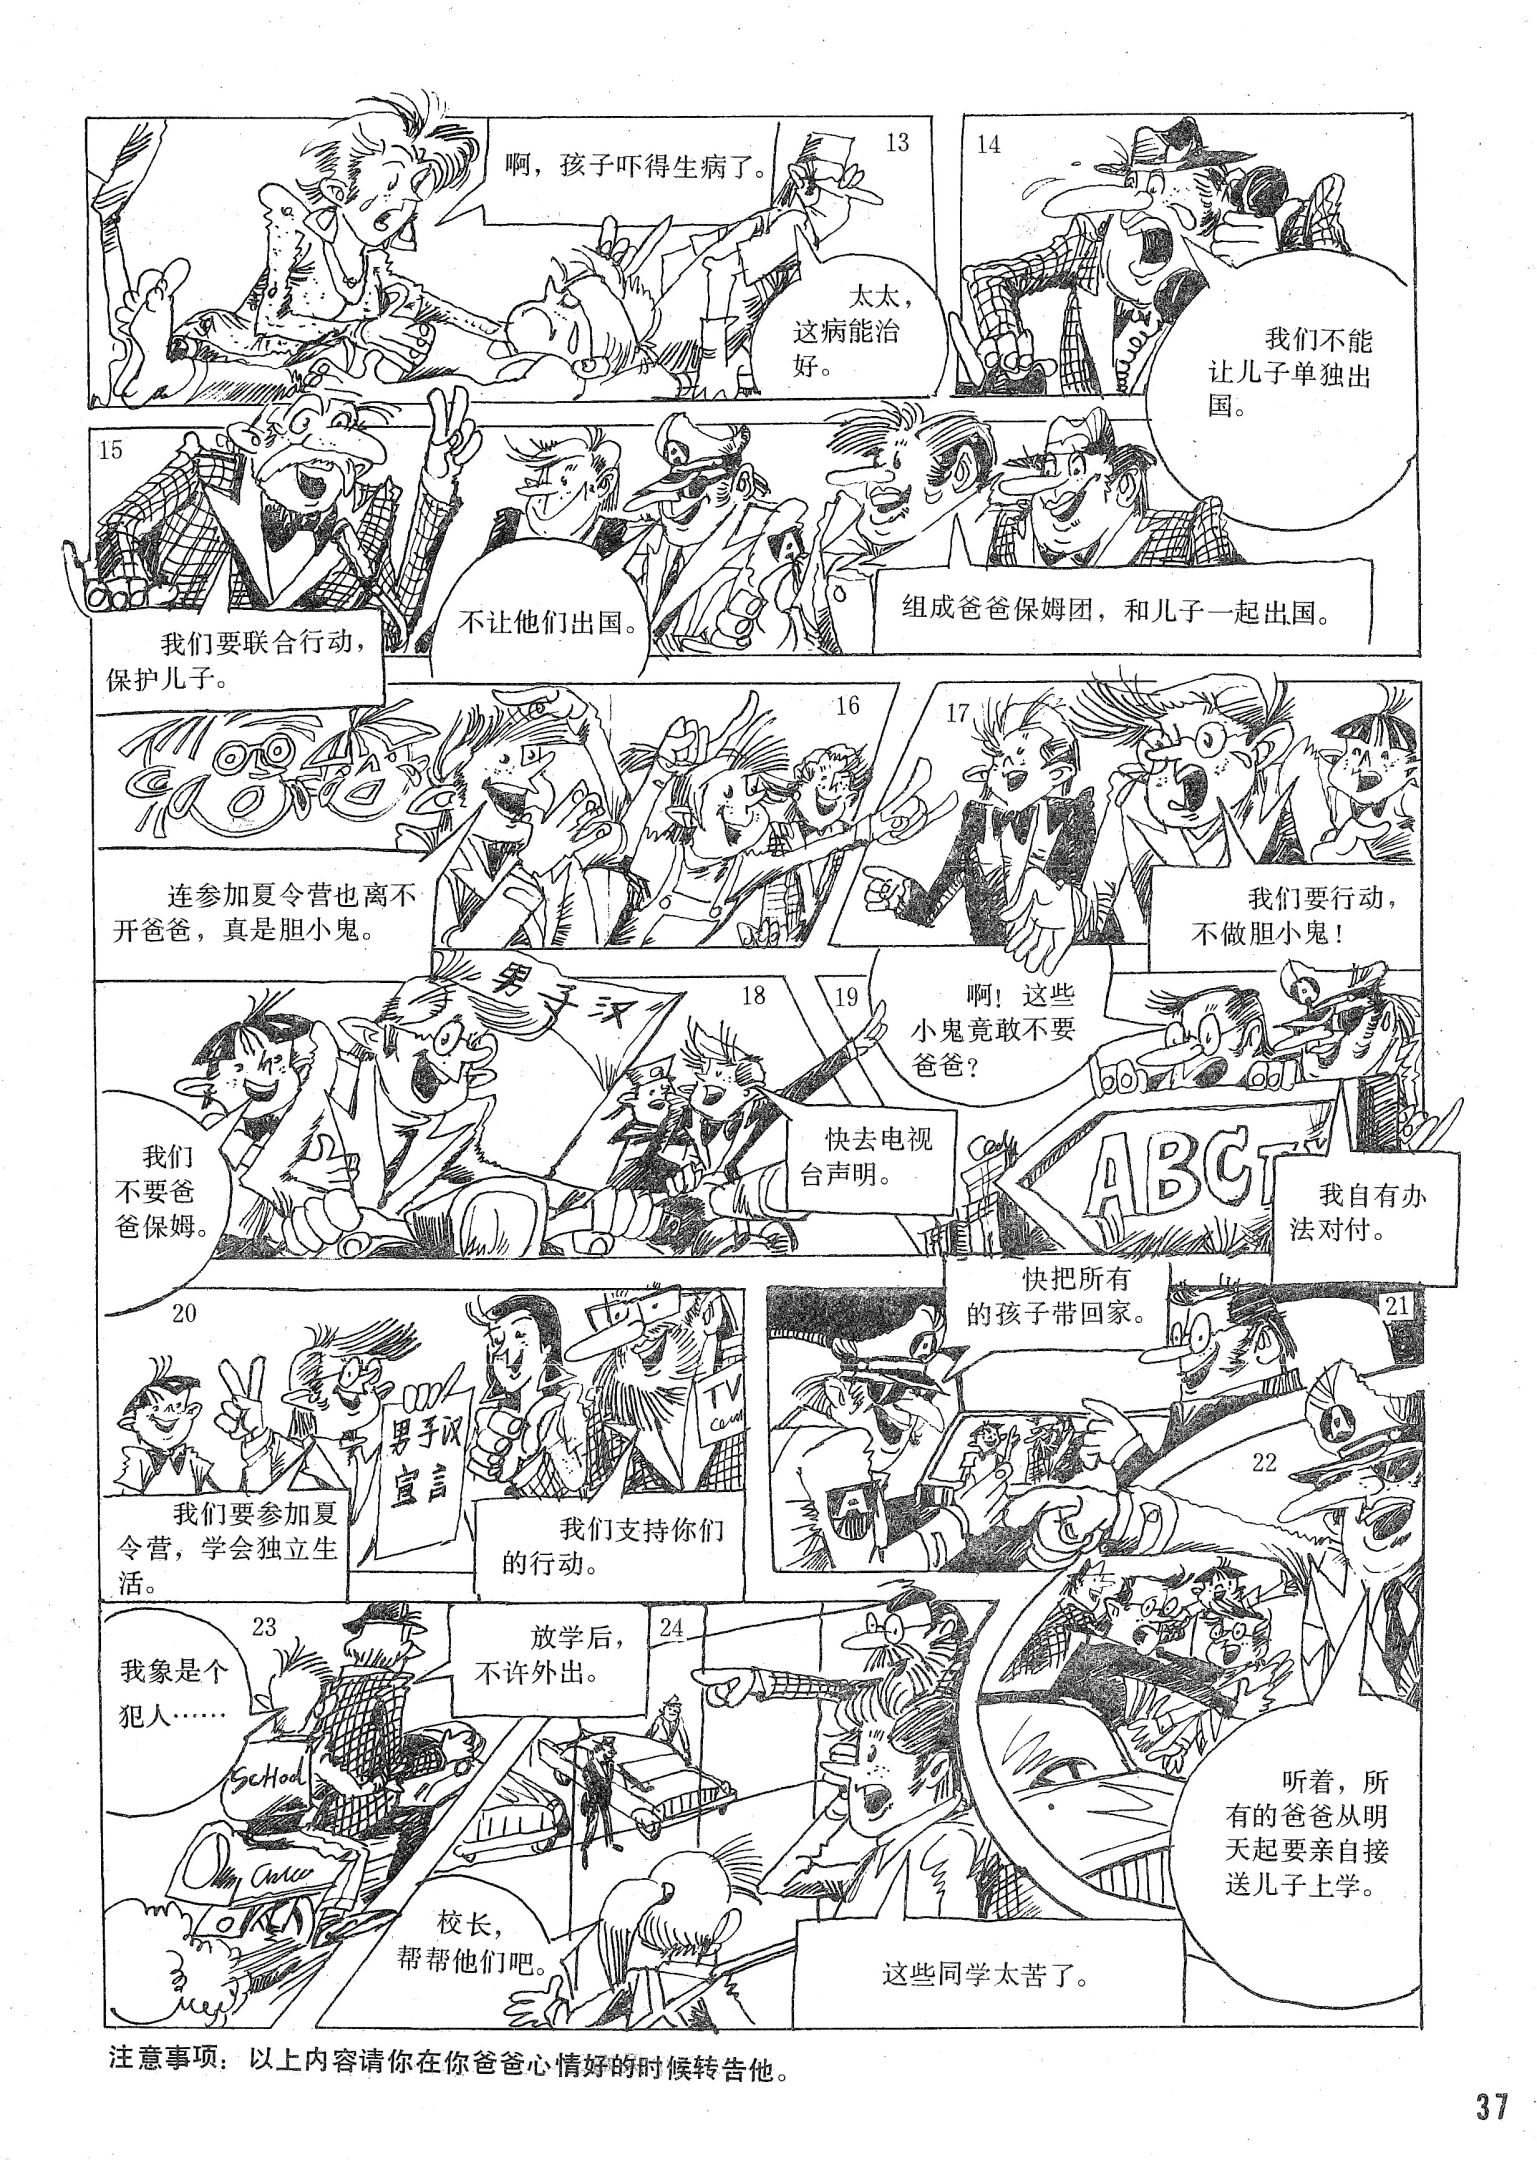 13
啊，孩子吓得生病了。
太太，
这病能治
好。
14
我们不能
让儿子单独出
国。
15
我们要联合行动，
保护儿子。
不让他们出国。
组成爸爸保姆团，和儿子一起出国。
16
连参加夏令营也离不
开爸爸，真是胆小鬼。
17
我们要行动，
不做胆小鬼！
18
男子汉
我们
不要爸
爸保姆。
快去电视
台声明。
19
啊！这些
小鬼竟敢不要
爸爸？
ABCT
我自有办
法对付。
20
我们要参加夏
令营，学会独立生
活。
男子汉
宣言
TV
我们支持你们
的行动。
21
快把所有
的孩子带回家。
A
22
听着，所
有的爸爸从明
天起要亲自接
送儿子上学。
23
我象是个
犯人……
放学后，
不许外出。
SCHOOL
24
校长，
帮帮他们吧。
这些同学太苦了。
注意事项：以上内容请你在你爸爸心情好的时候转告他。
37